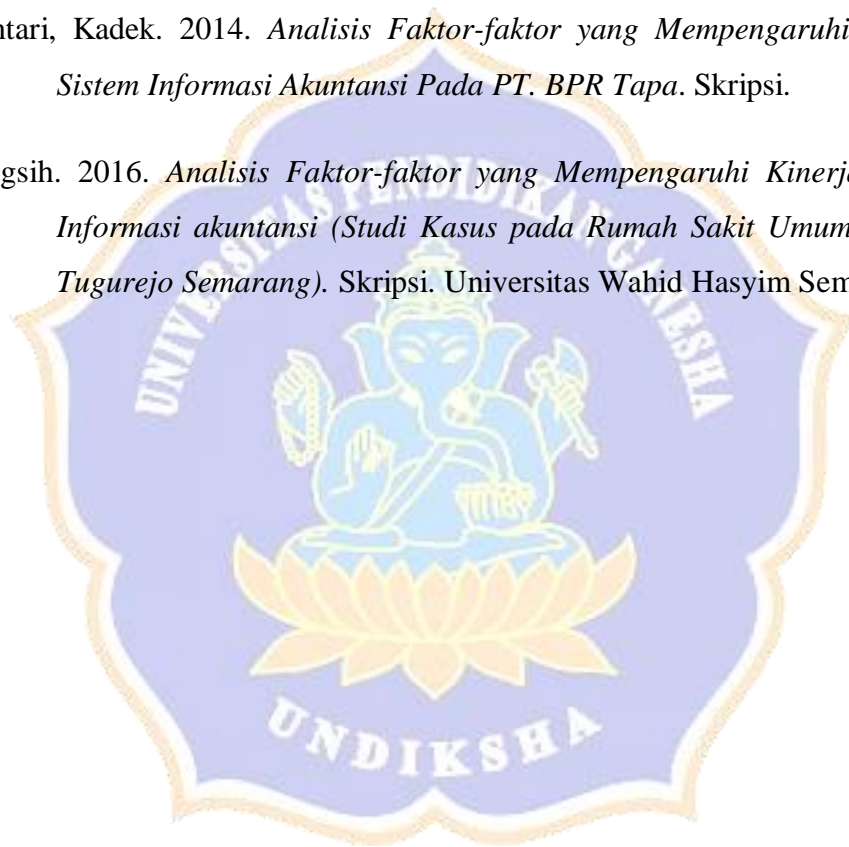 ntari, Kadek. 2014. Analisis Faktor-faktor yang Mempengaruhi
Sistem Informasi Akuntansi Pada PT. BPR Tapa. Skripsi.
gsih. 2016. Analisis Faktor-faktor yang Mempengaruhi Kinerja
Informasi akuntansi (Studi Kasus pada Rumah Sakit Umum
Tugurejo Semarang). Skripsi. Universitas Wahid Hasyim Sem
UNIVERSITAS PENDIDIKAN GANESHA
UNDIKSHA